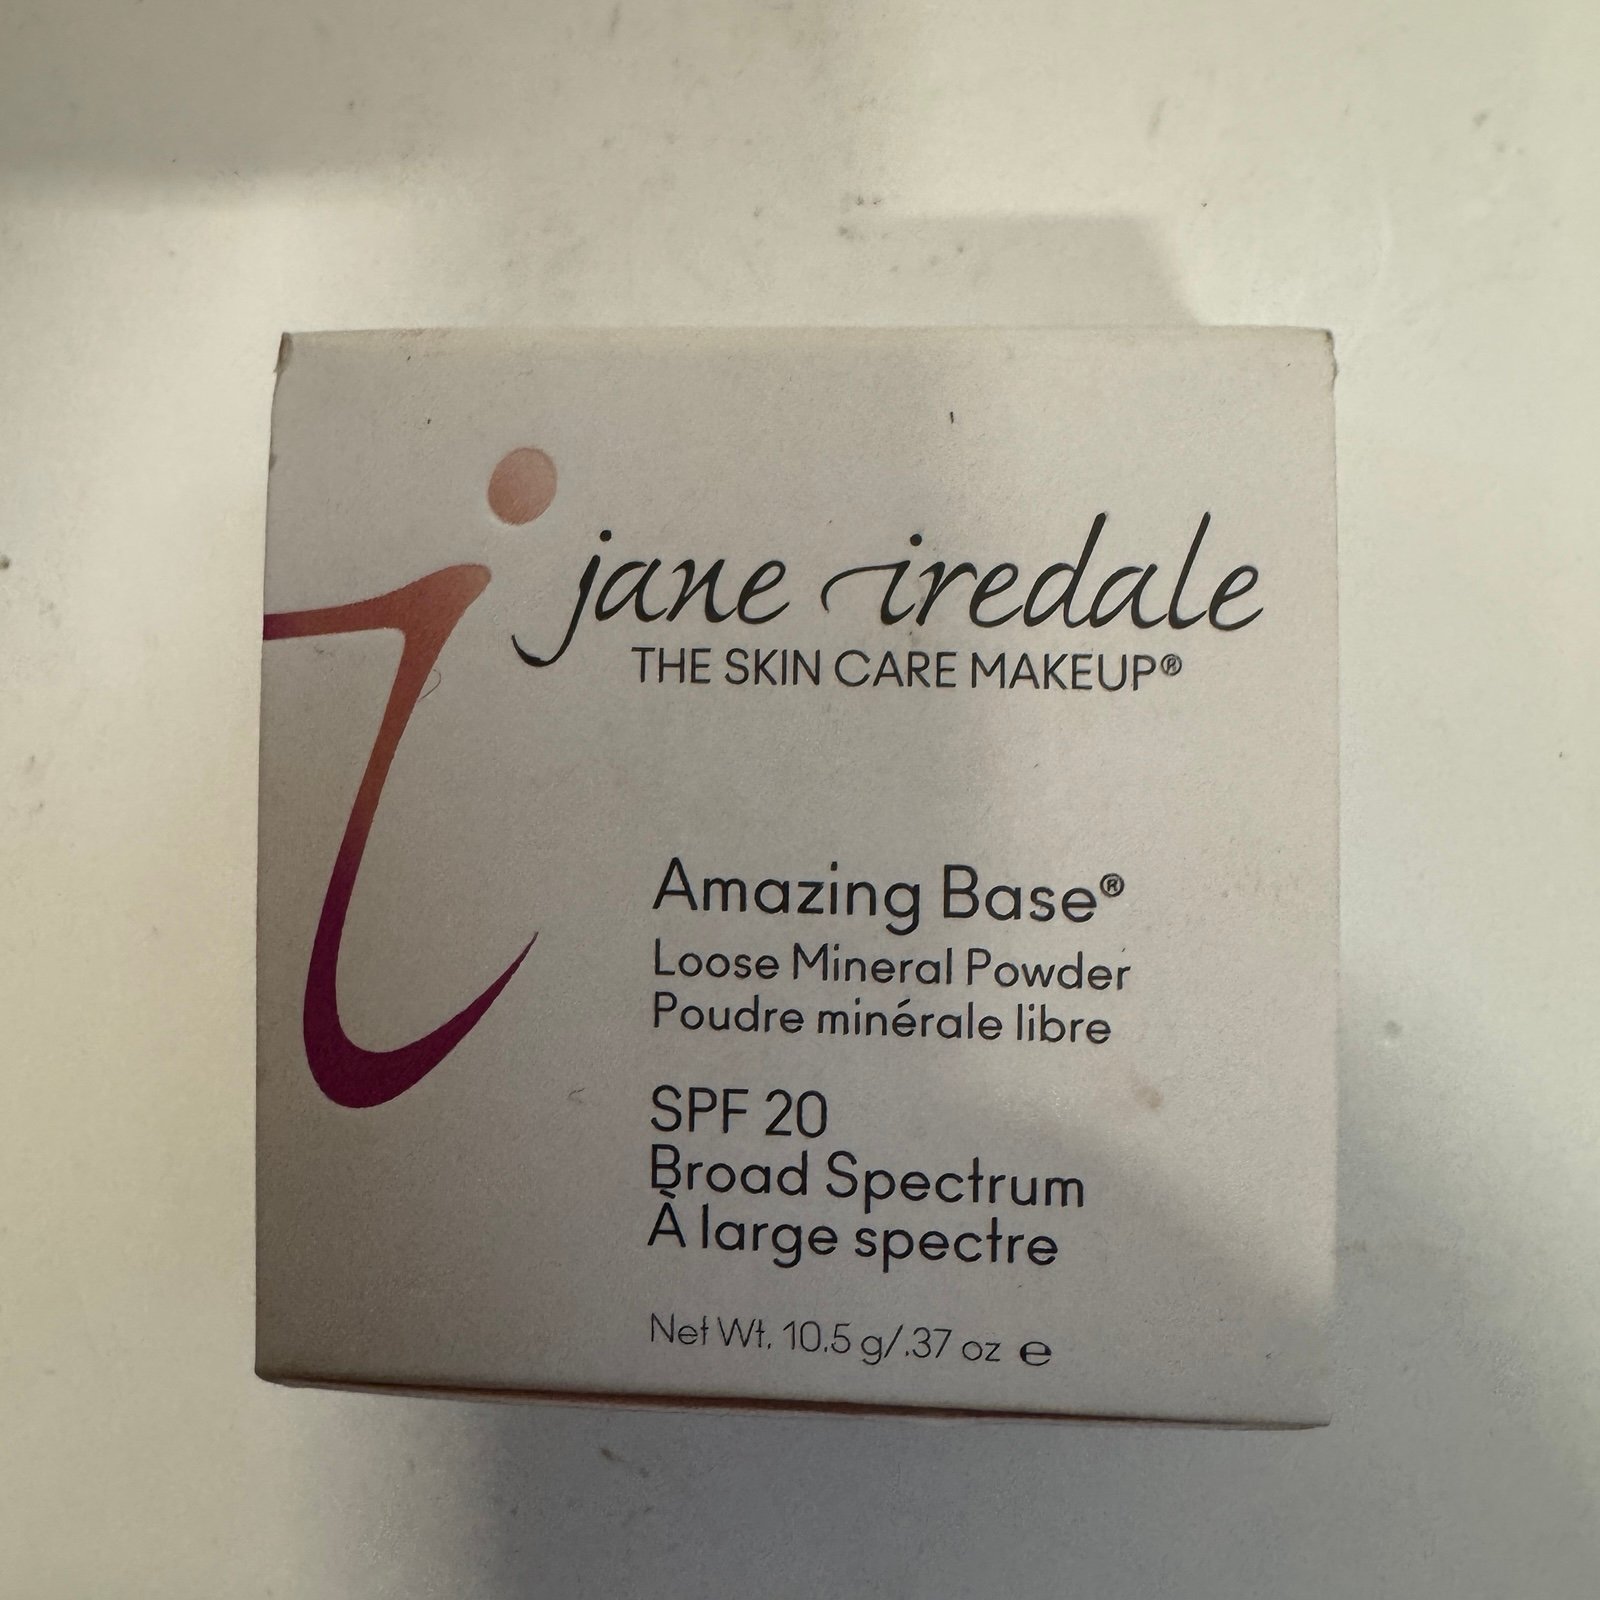 jane iredale
THE SKIN CARE MAKEUP®
Amazing Base®
Loose Mineral Powder
Poudre minérale libre
SPF 20
Broad Spectrum
À large spectre
Net Wt. 10.5 g/.37 oz ℮